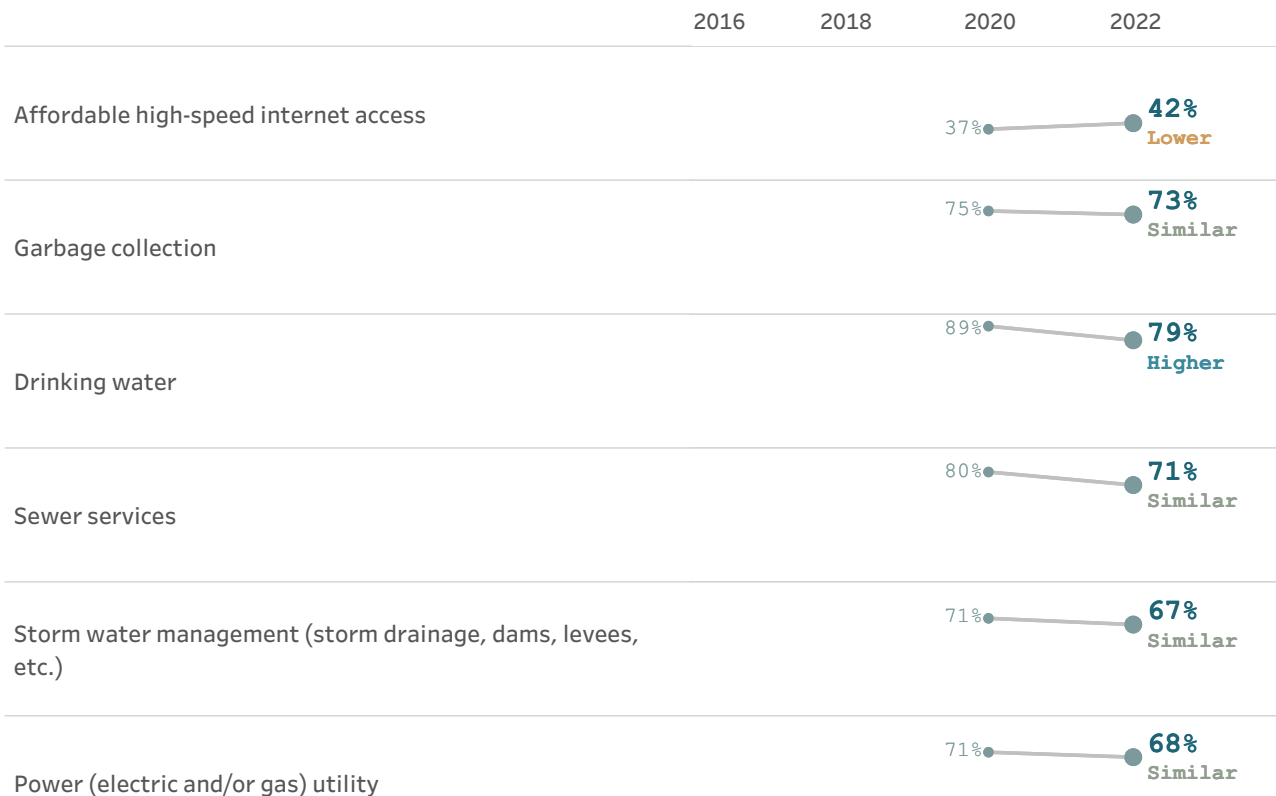 2016 2018 2020 2022
Affordable high-speed internet access
37%
42%
Lower
Garbage collection
75%
73%
Similar
Drinking water
89%
79%
Higher
Sewer services
80%
71%
Similar
Storm water management (storm drainage, dams, levees,
etc.)
71%
67%
Similar
Power (electric and/or gas) utility
71%
68%
Similar